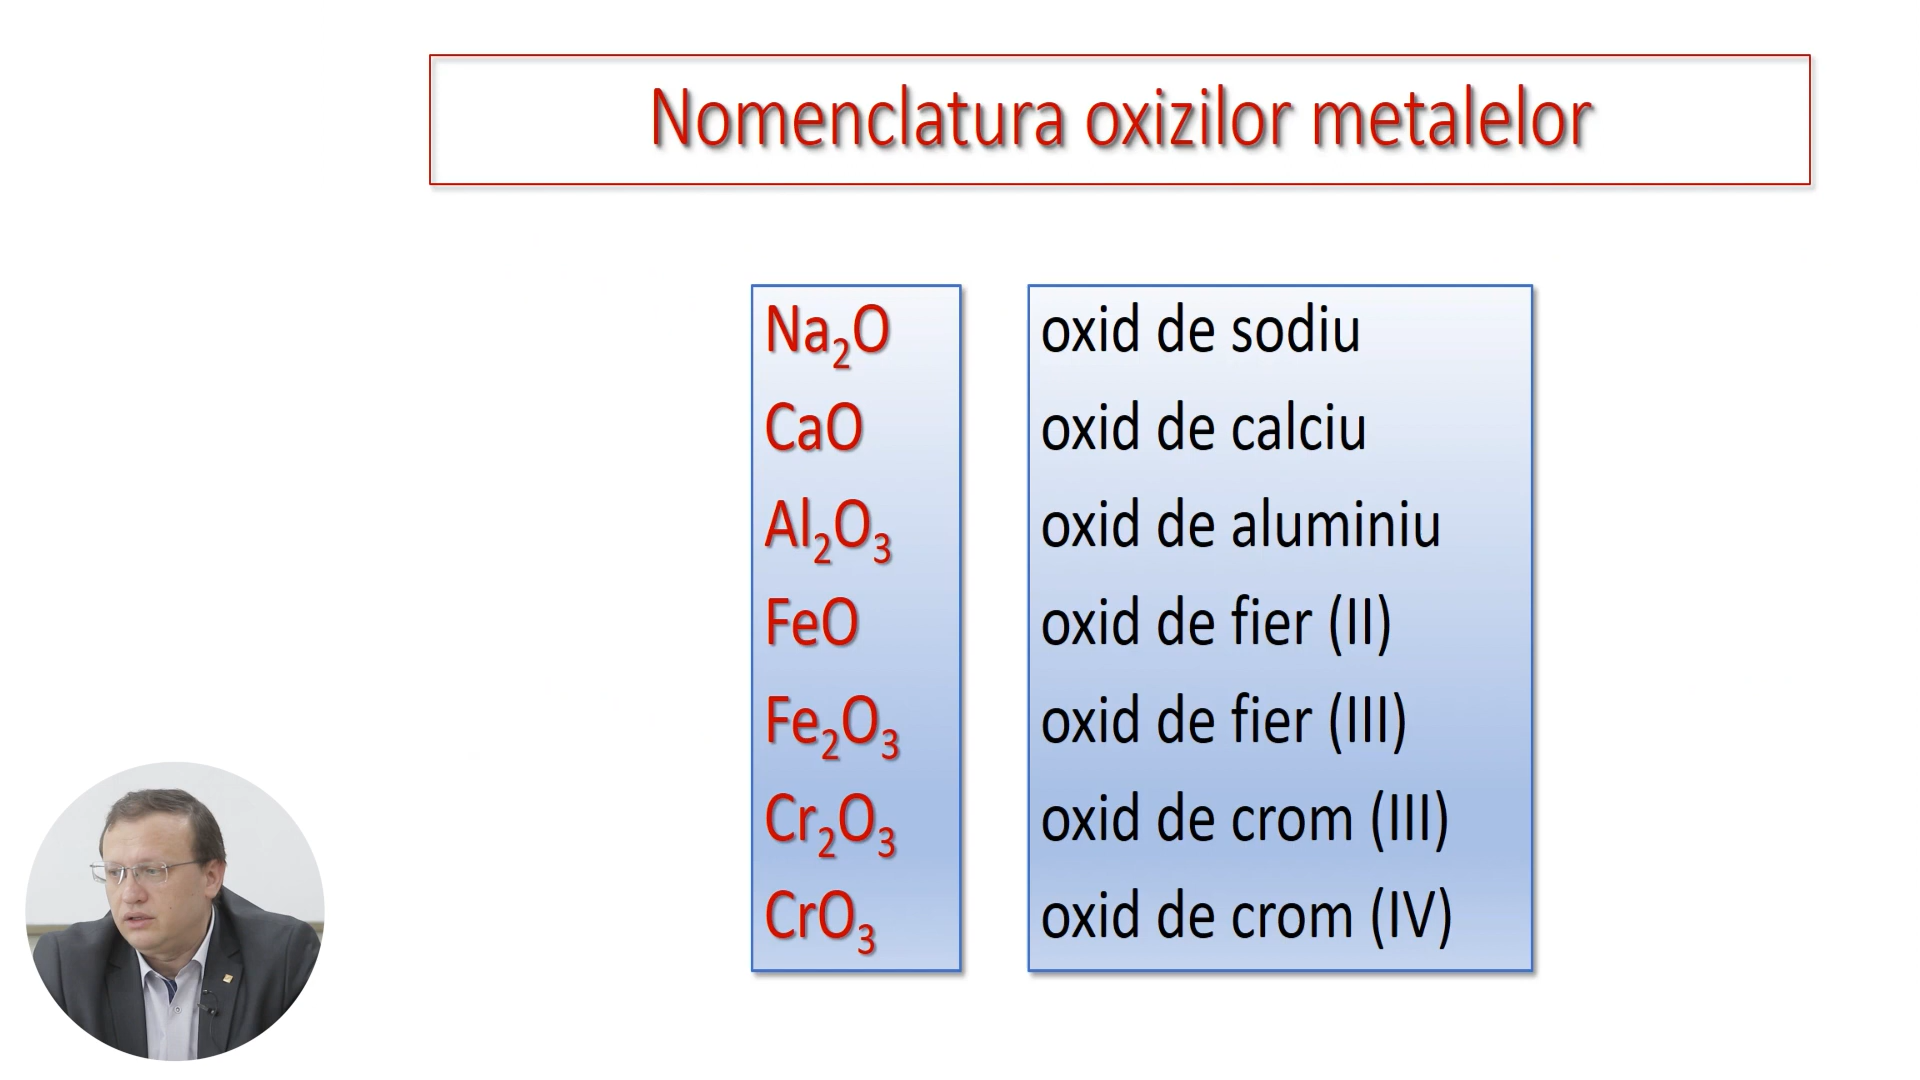 Nomenclatura oxizilor metalelor
Na₂O oxid de sodiu
CaO oxid de calciu
Al₂O₃ oxid de aluminiu
FeO oxid de fier (II)
Fe₂O₃ oxid de fier (III)
Cr₂O₃ oxid de crom (III)
CrO₃ oxid de crom (IV)